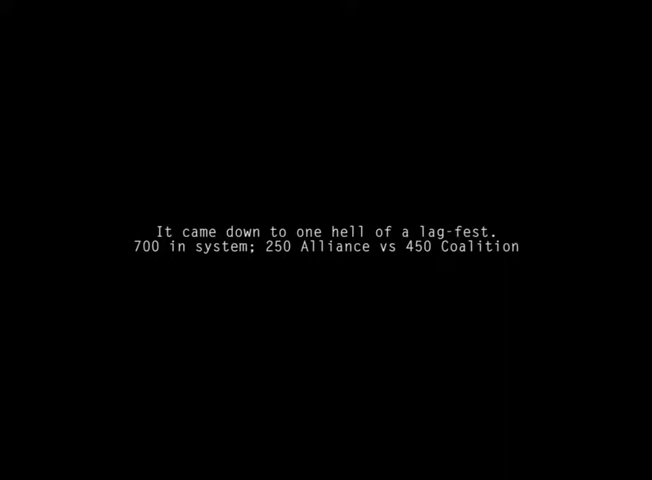 It came down to one hell of a lag-fest.
700 in system; 250 Alliance vs 450 Coalition